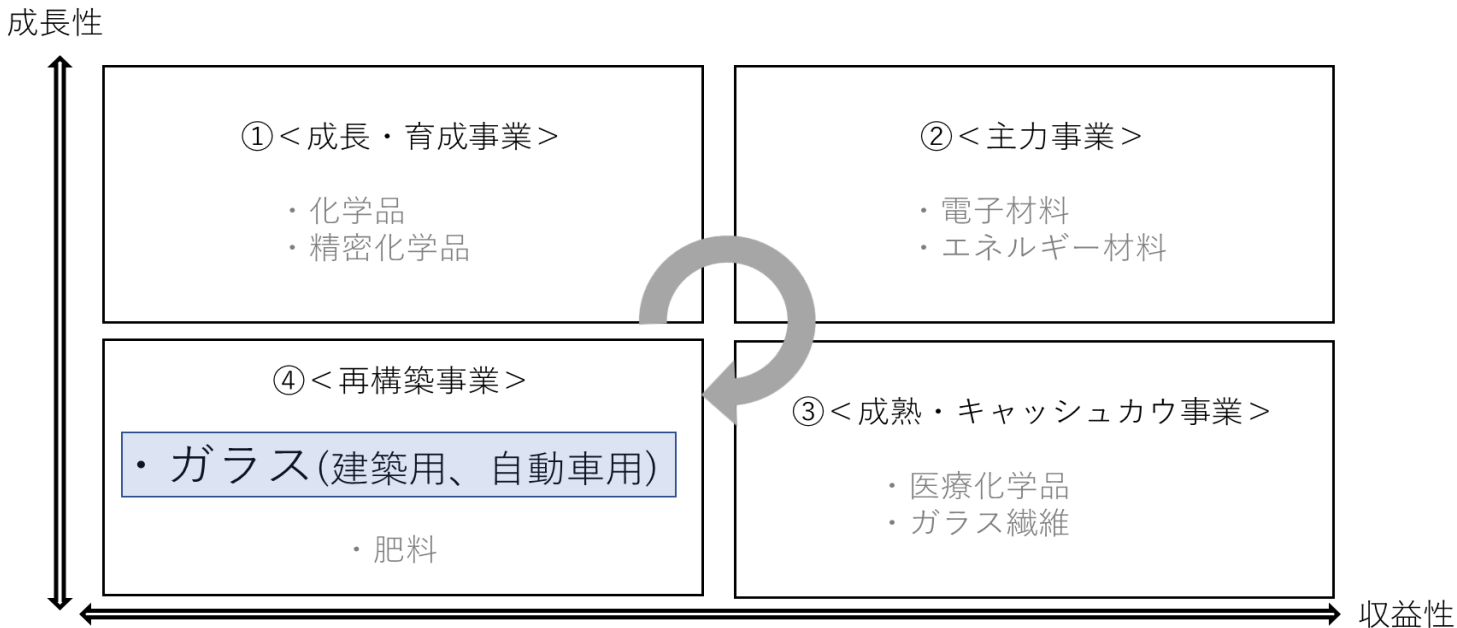 成長性
①＜成長・育成事業＞
・化学品
・精密化学品
②＜主力事業＞
・電子材料
・エネルギー材料
④＜再構築事業＞
・ガラス(建築用、自動車用)
・肥料
③＜成熟・キャッシュカウ事業＞
・医療化学品
・ガラス繊維
収益性